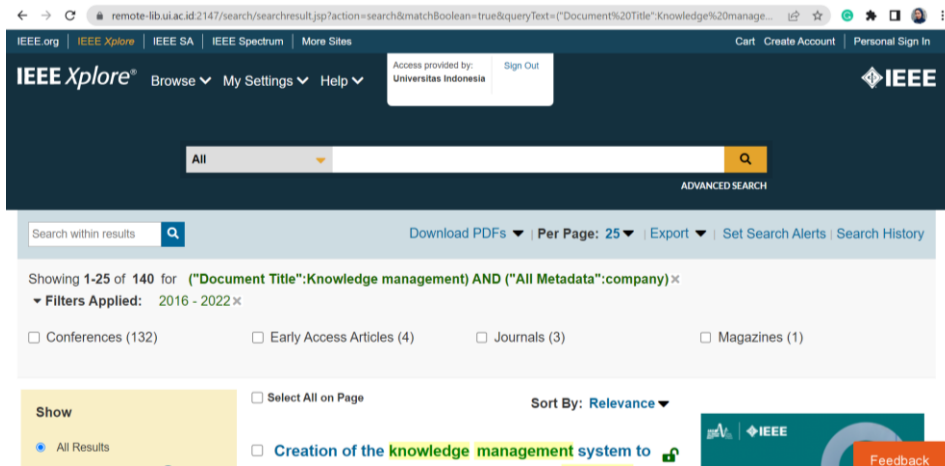 remote-lib.ui.ac.id:2147/search/searchresult.jsp?action=search&matchBoolean=true&queryText=("Document%20Title":Knowledge%20manage...
IEEE.org IEEE Xplore IEEE SA IEEE Spectrum More Sites Cart Create Account Personal Sign In
IEEE Xplore® Browse My Settings Help Access provided by: Universitas Indonesia Sign Out IEEE
All
ADVANCED SEARCH
Search within results Download PDFs Per Page: 25 Export Set Search Alerts Search History
Showing 1-25 of 140 for ("Document Title":Knowledge management) AND ("All Metadata":company) ×
Filters Applied: 2016 - 2022 ×
Conferences (132) Early Access Articles (4) Journals (3) Magazines (1)
Show
All Results
Select All on Page Sort By: Relevance
Creation of the knowledge management system to
IEEE
Feedback